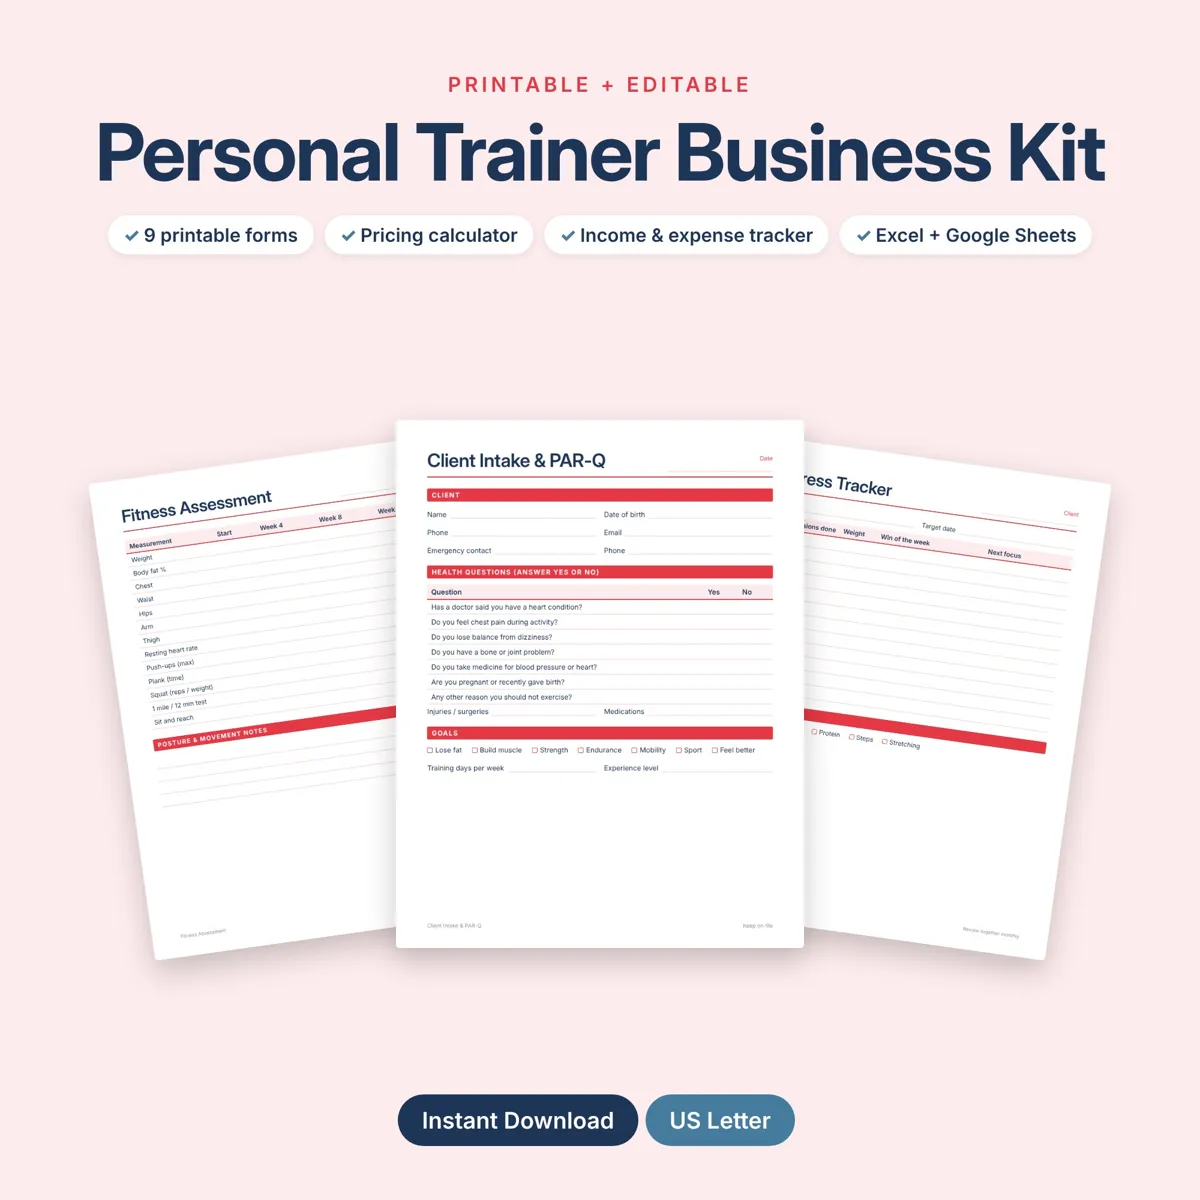 PRINTABLE + EDITABLE
Personal Trainer Business Kit
✓ 9 printable forms
✓ Pricing calculator
✓ Income & expense tracker
✓ Excel + Google Sheets
Fitness Assessment
Measurement Start Week 4 Week 8 Week
Weight
Body fat %
Chest
Waist
Hips
Arm
Thigh
Resting heart rate
Push-ups (max)
Plank (time)
Squat (reps / weight)
1 mile / 12 min test
Sit and reach
POSTURE & MOVEMENT NOTES
Fitness Assessment
Client Intake & PAR-Q
Date
CLIENT
Name Date of birth
Phone Email
Emergency contact Phone
HEALTH QUESTIONS (ANSWER YES OR NO)
Question Yes No
Has a doctor said you have a heart condition?
Do you feel chest pain during activity?
Do you lose balance from dizziness?
Do you have a bone or joint problem?
Do you take medicine for blood pressure or heart?
Are you pregnant or recently gave birth?
Any other reason you should not exercise?
Injuries / surgeries Medications
GOALS
Lose fat Build muscle Strength Endurance Mobility Sport Feel better
Training days per week Experience level
Client Intake & PAR-Q Keep on file
ress Tracker
Client
Target date
ions done Weight Win of the week Next focus
Protein Steps Stretching
Review together monthly
Instant Download
US Letter